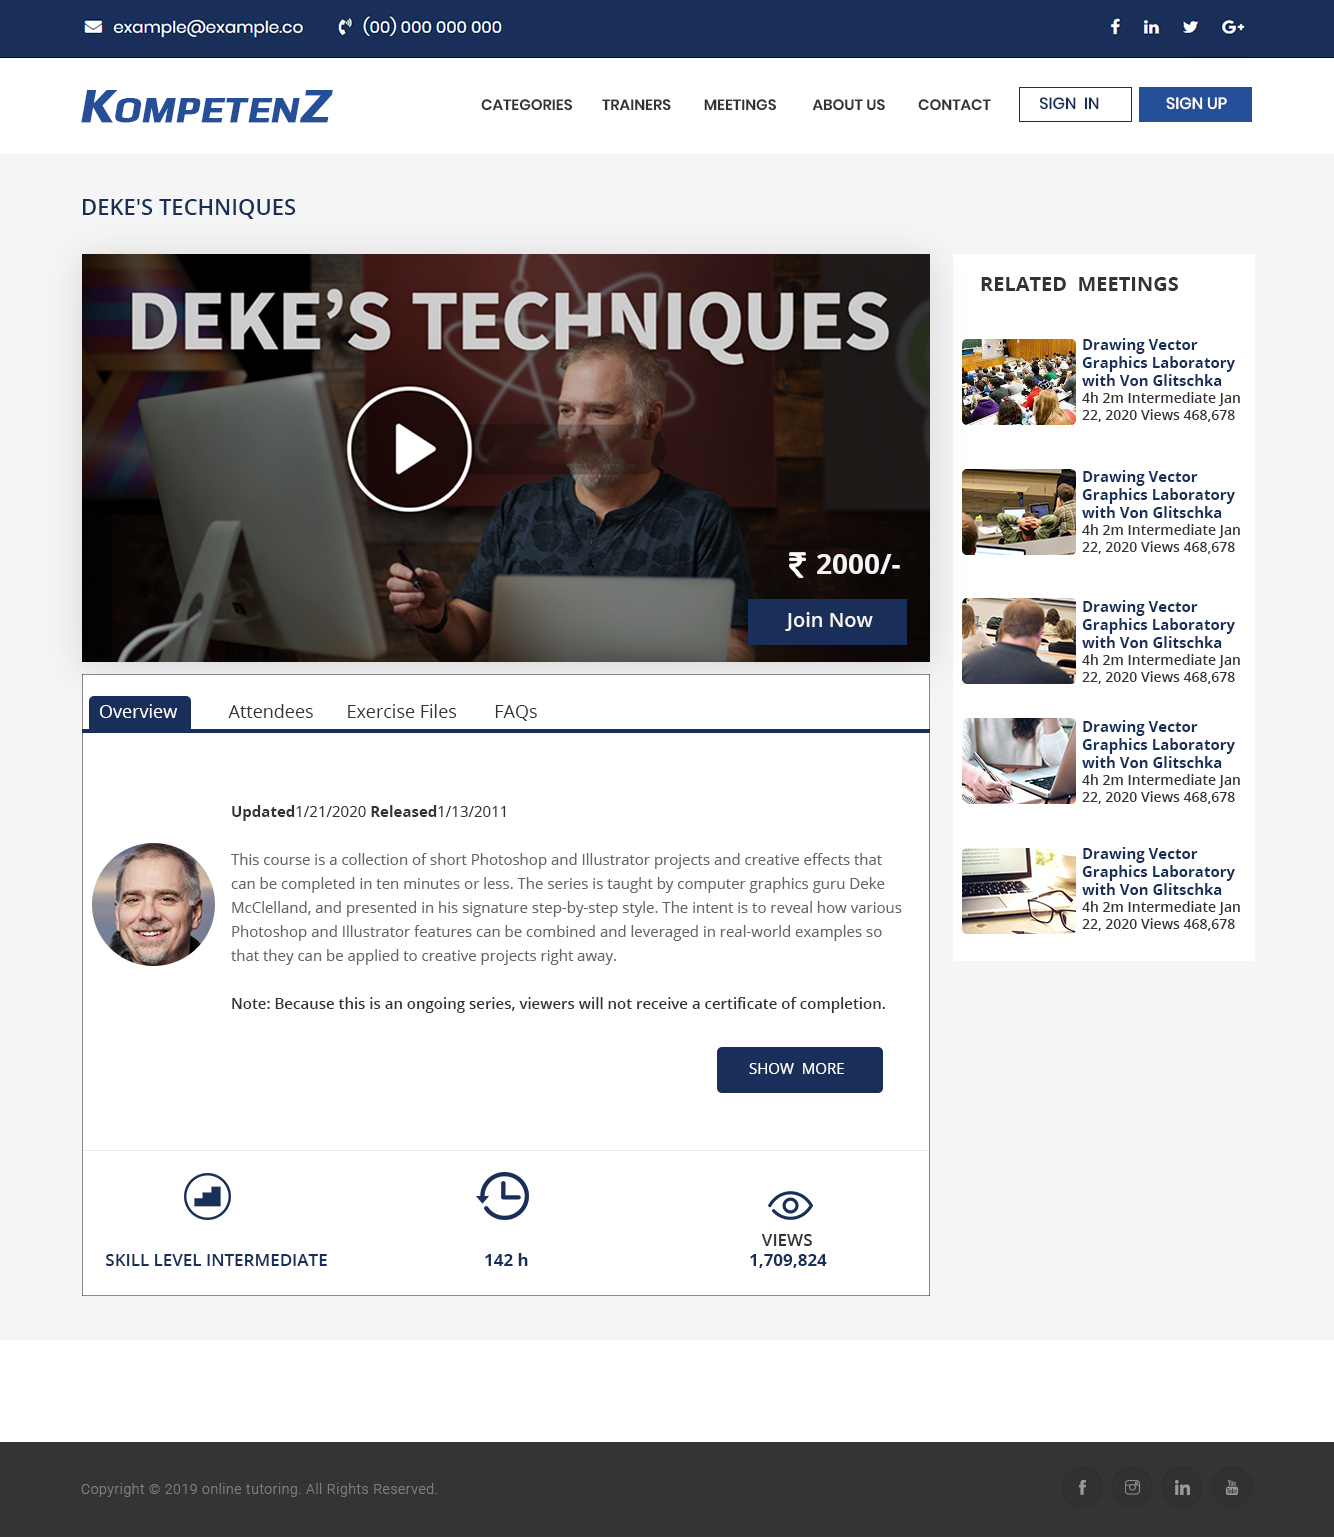 example@example.co (00) 000 000 000
KOMPETENZ
CATEGORIES TRAINERS MEETINGS ABOUT US CONTACT SIGN IN SIGN UP
DEKE'S TECHNIQUES
DEKE'S TECHNIQUES
₹ 2000/-
Join Now
Overview Attendees Exercise Files FAQs
Updated1/21/2020 Released1/13/2011
This course is a collection of short Photoshop and Illustrator projects and creative effects that
can be completed in ten minutes or less. The series is taught by computer graphics guru Deke
McClelland, and presented in his signature step-by-step style. The intent is to reveal how various
Photoshop and Illustrator features can be combined and leveraged in real-world examples so
that they can be applied to creative projects right away.
Note: Because this is an ongoing series, viewers will not receive a certificate of completion.
SHOW MORE
SKILL LEVEL INTERMEDIATE
142 h
VIEWS
1,709,824
RELATED MEETINGS
Drawing Vector
Graphics Laboratory
with Von Glitschka
4h 2m Intermediate Jan
22, 2020 Views 468,678
Drawing Vector
Graphics Laboratory
with Von Glitschka
4h 2m Intermediate Jan
22, 2020 Views 468,678
Drawing Vector
Graphics Laboratory
with Von Glitschka
4h 2m Intermediate Jan
22, 2020 Views 468,678
Drawing Vector
Graphics Laboratory
with Von Glitschka
4h 2m Intermediate Jan
22, 2020 Views 468,678
Drawing Vector
Graphics Laboratory
with Von Glitschka
4h 2m Intermediate Jan
22, 2020 Views 468,678
Copyright © 2019 online tutoring. All Rights Reserved.